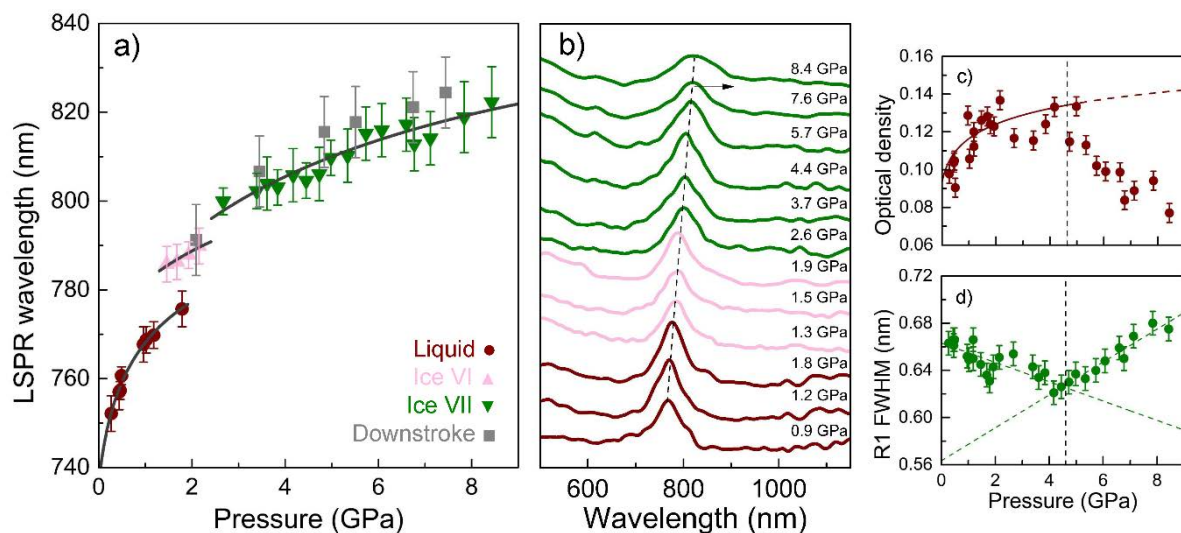 a)
LSPR wavelength (nm)
840
820
800
780
760
740
0 2 4 6 8
Pressure (GPa)
Liquid
Ice VI
Ice VII
Downstroke
b)
8.4 GPa
7.6 GPa
5.7 GPa
4.4 GPa
3.7 GPa
2.6 GPa
1.9 GPa
1.5 GPa
1.3 GPa
1.8 GPa
1.2 GPa
0.9 GPa
600 800 1000
Wavelength (nm)
c)
Optical density
0.16
0.14
0.12
0.10
0.08
0.06
d)
R1 FWHM (nm)
0.72
0.68
0.64
0.60
0.56
0 2 4 6 8
Pressure (GPa)